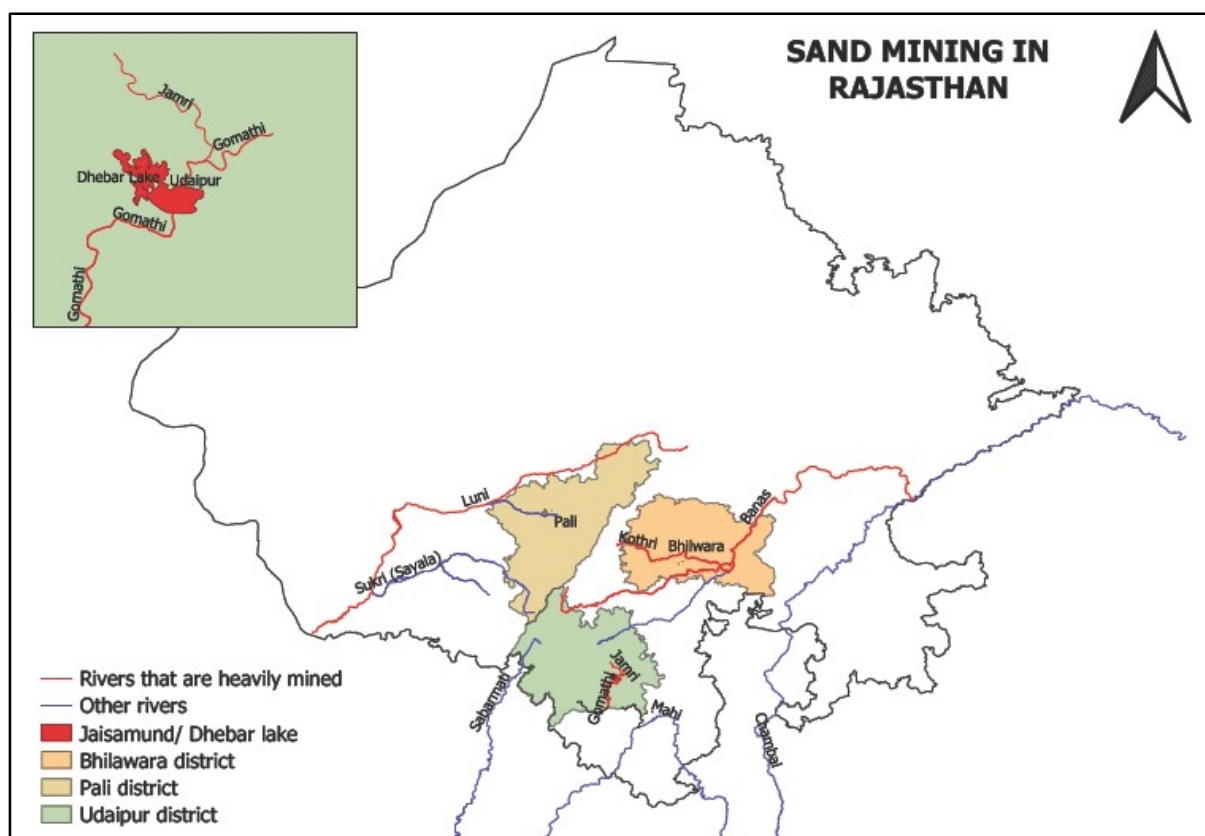 SAND MINING IN
RAJASTHAN
Jamri
Gomathi
Dhebar Lake
Udaipur
Gomathi
Gomathi
Luni
Pali
Banas
Kothri
Bhilwara
Sukri (Sayala)
Jamri
Gomathi
Sabarmati
Mahi
Chambal
Rivers that are heavily mined
Other rivers
Jaisamund/ Dhebar lake
Bhilawara district
Pali district
Udaipur district